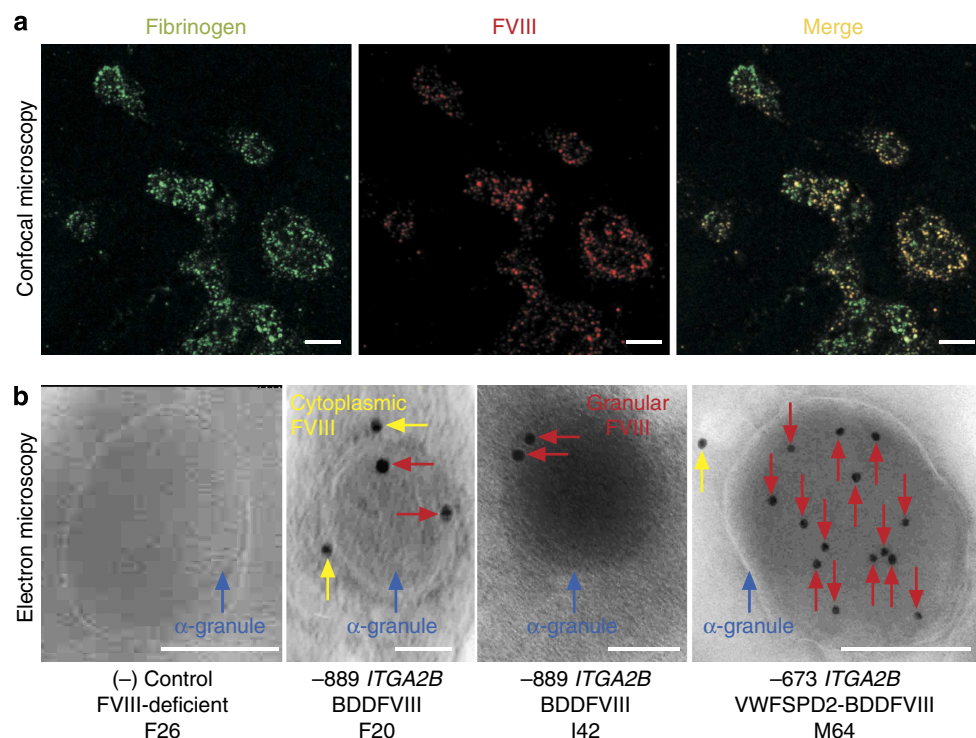 a
Fibrinogen
FVIII
Merge
Confocal microscopy
b
Electron microscopy
Cytoplasmic
FVIII
Granular
FVIII
α-granule
α-granule
α-granule
α-granule
(–) Control
FVIII-deficient
F26
–889 ITGA2B
BDDFVIII
F20
–889 ITGA2B
BDDFVIII
I42
–673 ITGA2B
VWFSPD2-BDDFVIII
M64